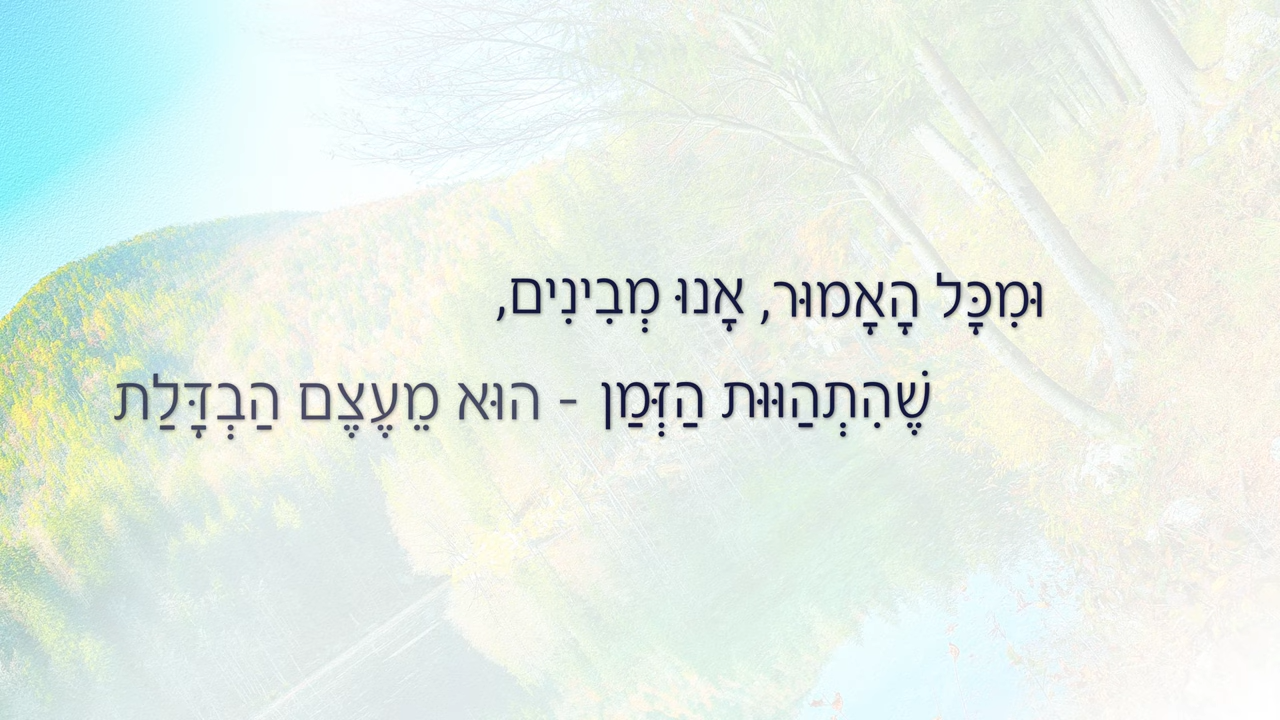 וּמִכָּל הָאָמוּר, אָנוּ מְבִינִים,
שֶׁהִתְהַוּוּת הַזְּמַן - הוּא מֵעֶצֶם הַבְדָּלַת